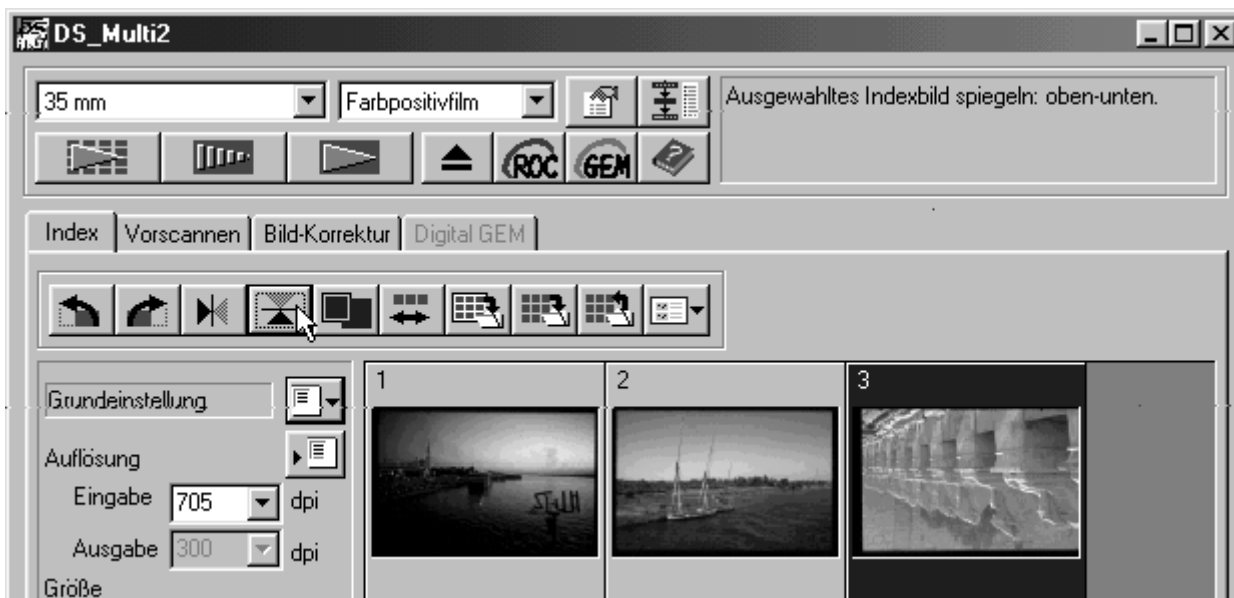 DS_Multi2
35 mm
Farbpositivfilm
Ausgewahltes Indexbild spiegeln: oben-unten.
ROC
GEM
Index
Vorscannen
Bild-Korrektur
Digital GEM
Grundeinstellung
1
2
3
Auflösung
Eingabe 705 dpi
Ausgabe 300 dpi
Größe